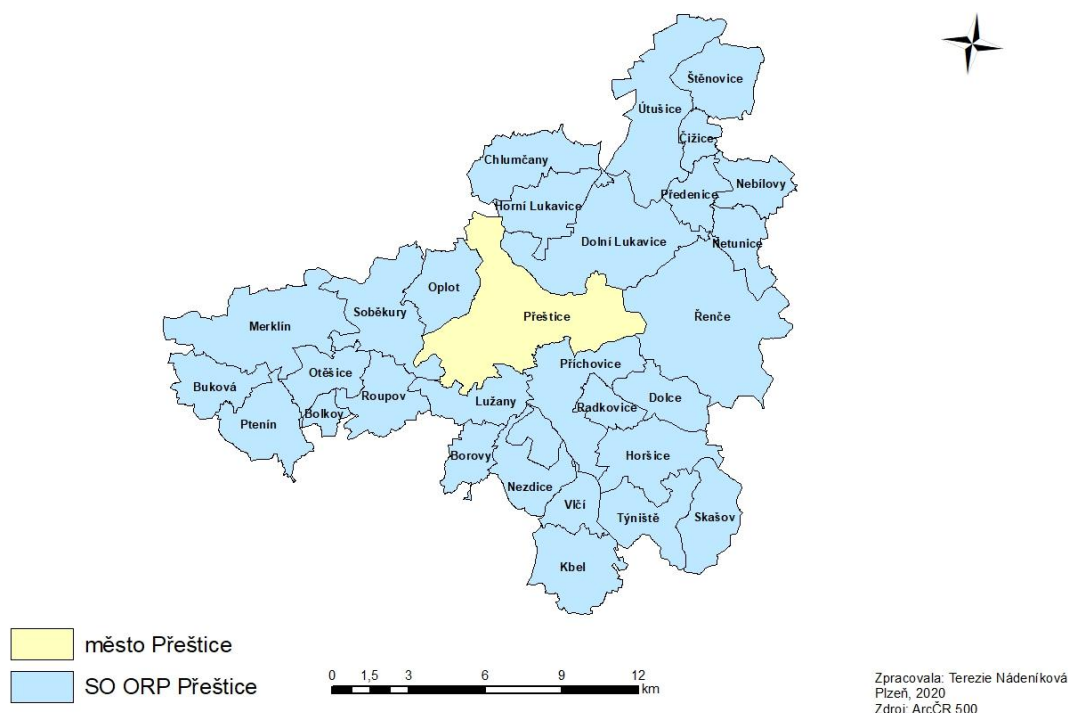 Štěnovice
Útušice
Čižice
Chlumčany
Předenice
Nebílovy
Horní Lukavice
Dolní Lukavice
Netunice
Oplot
Soběkury
Přeštice
Řenče
Merklín
Příchovice
Otěšice
Buková
Roupov
Lužany
Radkovice
Dolce
Bolkov
Ptenín
Borovy
Horšice
Nezdice
Vlčí
Týniště
Skašov
Kbel
město Přeštice
SO ORP Přeštice
0 1,5 3 6 9 12
km
Zpracovala: Terezie Nádeníková
Plzeň, 2020
Zdroj: ArcČR 500